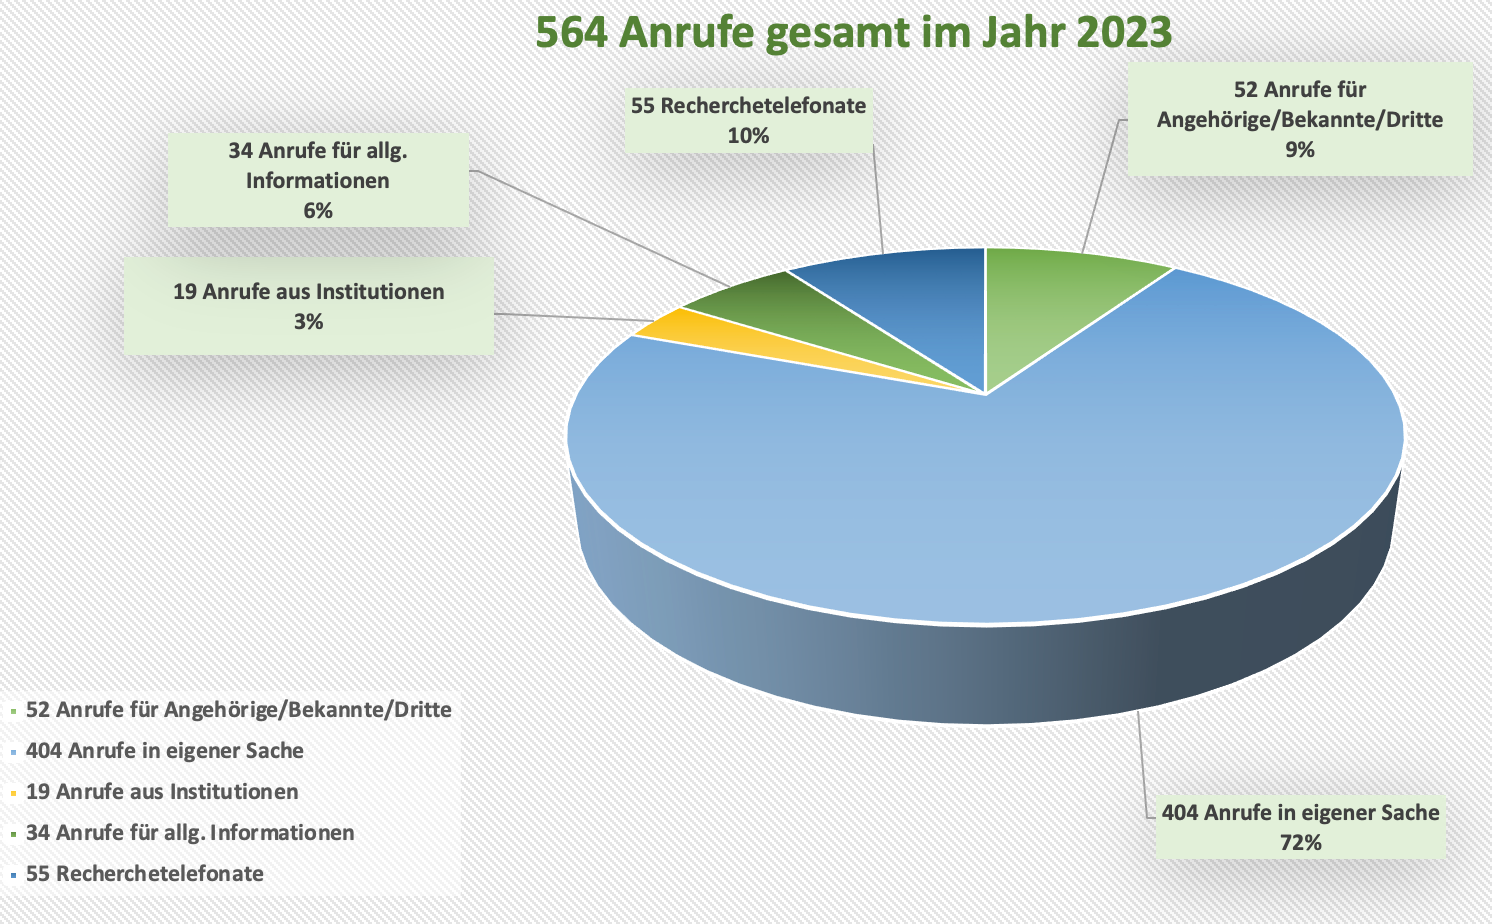 564 Anrufe gesamt im Jahr 2023
52 Anrufe für
Angehörige/Bekannte/Dritte
9%
55 Recherchetelefonate
10%
34 Anrufe für allg.
Informationen
6%
19 Anrufe aus Institutionen
3%
52 Anrufe für Angehörige/Bekannte/Dritte
404 Anrufe in eigener Sache
19 Anrufe aus Institutionen
34 Anrufe für allg. Informationen
55 Recherchetelefonate
404 Anrufe in eigener Sache
72%